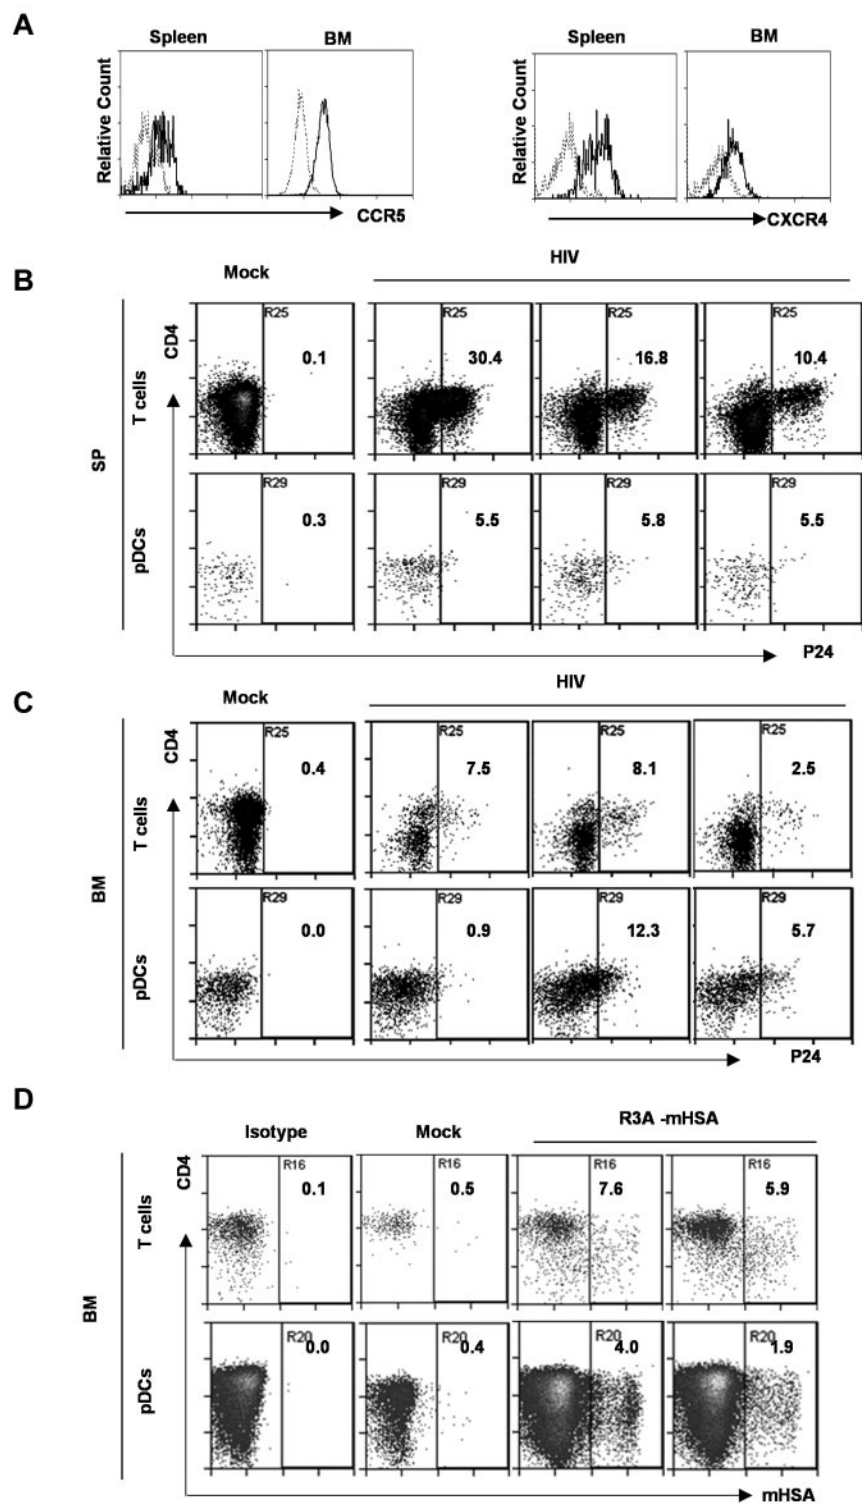 A
Spleen BM Spleen BM
Relative Count Relative Count
CCR5 CXCR4
B
Mock HIV
SP
T cells
CD4
R25 0.1
R25 30.4
R25 16.8
R25 10.4
pDCs
R29 0.3
R29 5.5
R29 5.8
R29 5.5
P24
C
Mock HIV
BM
T cells
CD4
R25 0.4
R25 7.5
R25 8.1
R25 2.5
pDCs
R29 0.0
R29 0.9
R29 12.3
R29 5.7
P24
D
Isotype Mock R3A -mHSA
BM
T cells
CD4
R16 0.1
R16 0.5
R16 7.6
R16 5.9
pDCs
R20 0.0
R20 0.4
R20 4.0
R20 1.9
mHSA